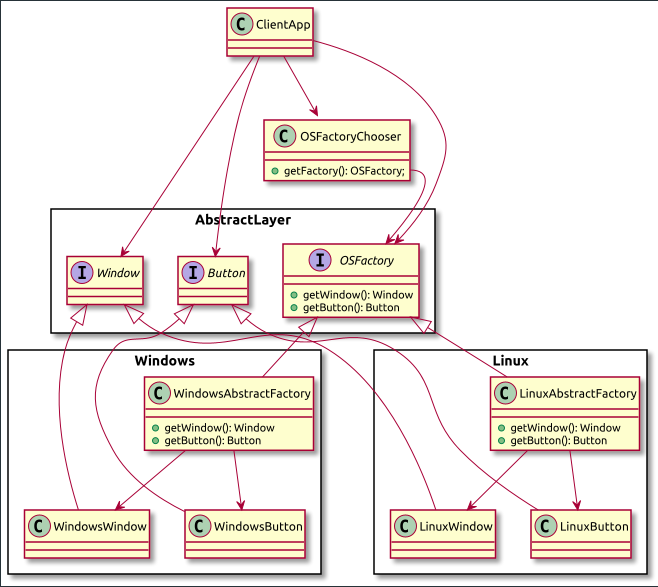 C ClientApp
C OSFactoryChooser
getFactory(): OSFactory;
AbstractLayer
I Window
I Button
I OSFactory
getWindow(): Window
getButton(): Button
Windows
C WindowsAbstractFactory
getWindow(): Window
getButton(): Button
C WindowsWindow
C WindowsButton
Linux
C LinuxAbstractFactory
getWindow(): Window
getButton(): Button
C LinuxWindow
C LinuxButton